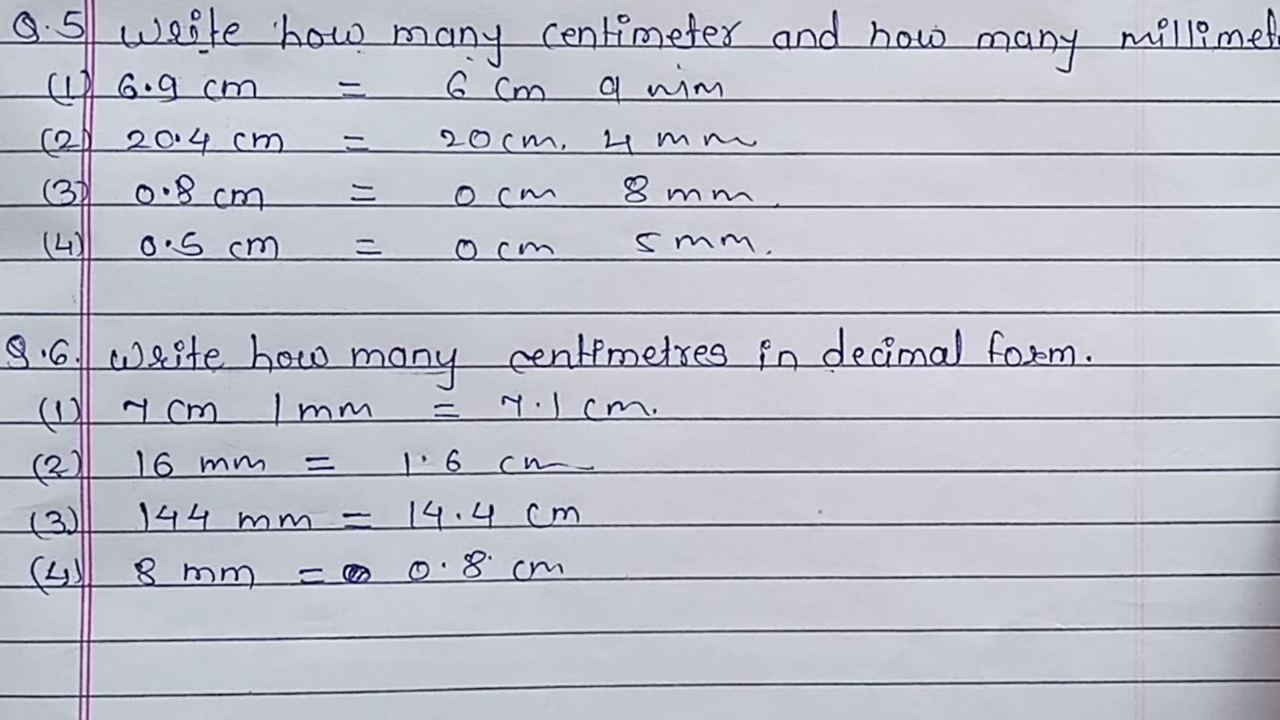 Q.5 Write how many centimeter and how many millimet
(1) 6.9 cm = 6 cm 9 mm
(2) 20.4 cm = 20 cm. 4 mm
(3) 0.8 cm = 0 cm 8 mm.
(4) 0.5 cm = 0 cm 5 mm.
Q.6. Write how many centimetres in decimal form.
(1) 7 cm 1 mm = 7.1 cm.
(2) 16 mm = 1.6 cm
(3) 144 mm = 14.4 cm
(4) 8 mm = 0.8 cm